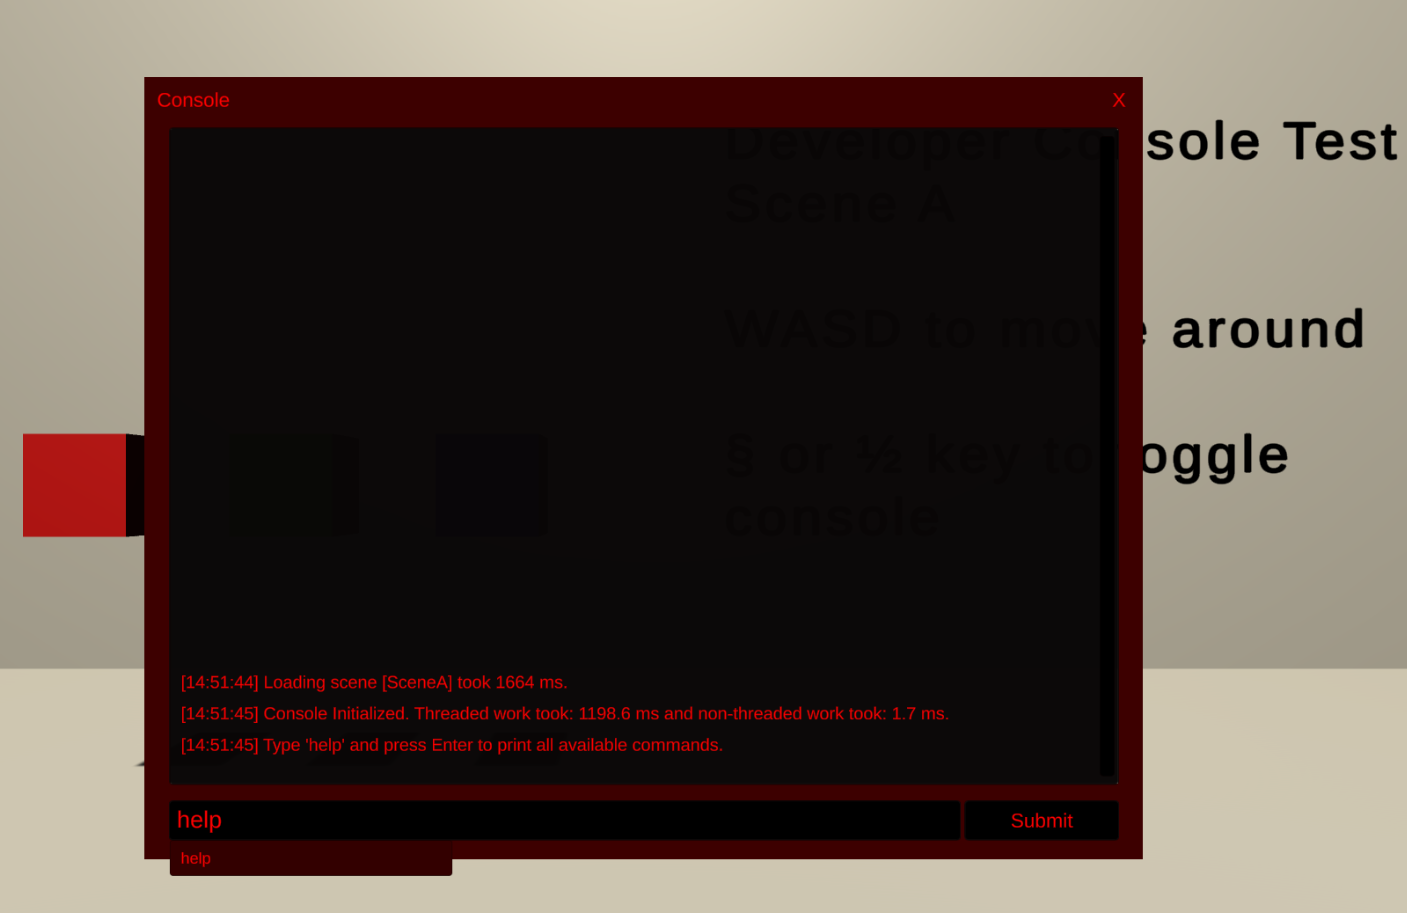 Console
X
Developer Console Test
Scene A
WASD to move around
§ or ½ key to toggle
console
[14:51:44] Loading scene [SceneA] took 1664 ms.
[14:51:45] Console Initialized. Threaded work took: 1198.6 ms and non-threaded work took: 1.7 ms.
[14:51:45] Type 'help' and press Enter to print all available commands.
help
Submit
help